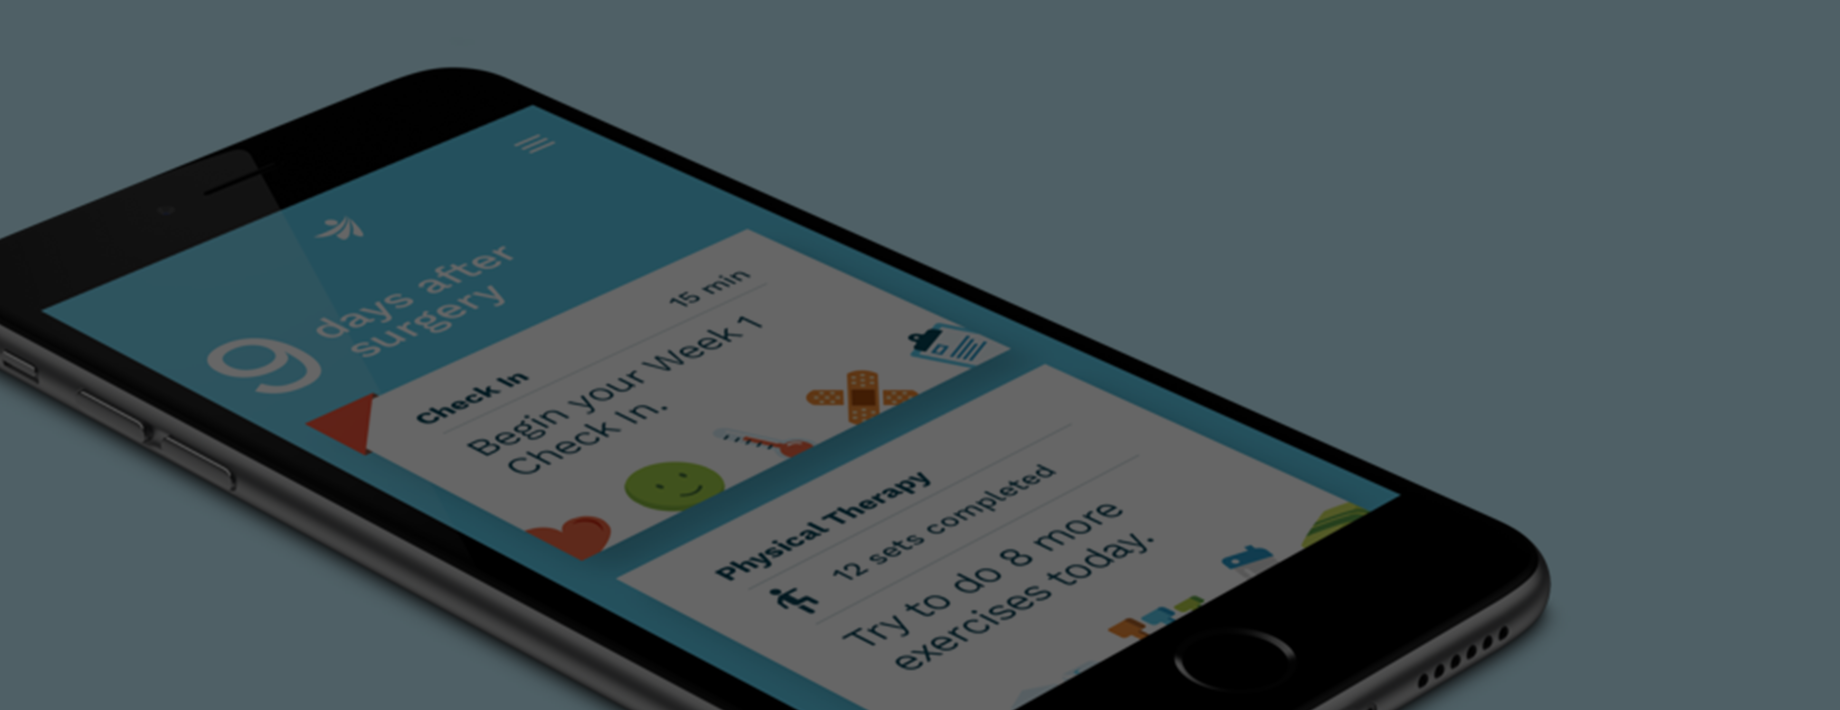 9 days after
surgery
Check In
15 min
Begin your Week 1
Check In.
Physical Therapy
12 sets completed
Try to do 8 more
exercises today.